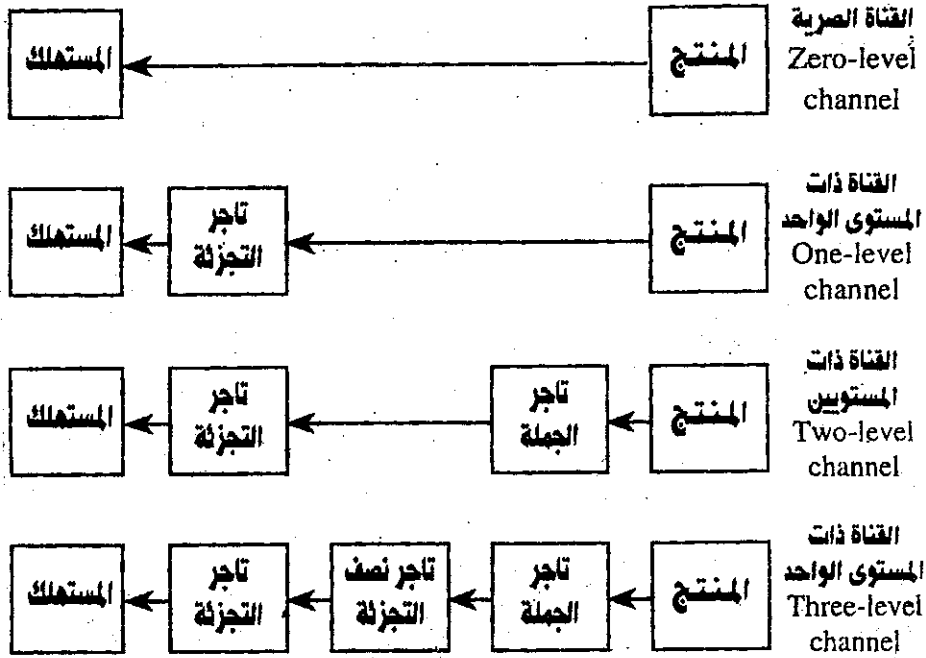 القناة الصرية
Zero-level
channel
المنتج
المستهلك
القناة ذات
المستوى الواحد
One-level
channel
المنتج
تاجر
التجزئة
المستهلك
القناة ذات
المستويين
Two-level
channel
المنتج
تاجر
الجملة
تاجر
التجزئة
المستهلك
القناة ذات
المستوى الواحد
Three-level
channel
المنتج
تاجر
الجملة
تاجر نصف
التجزئة
تاجر
التجزئة
المستهلك